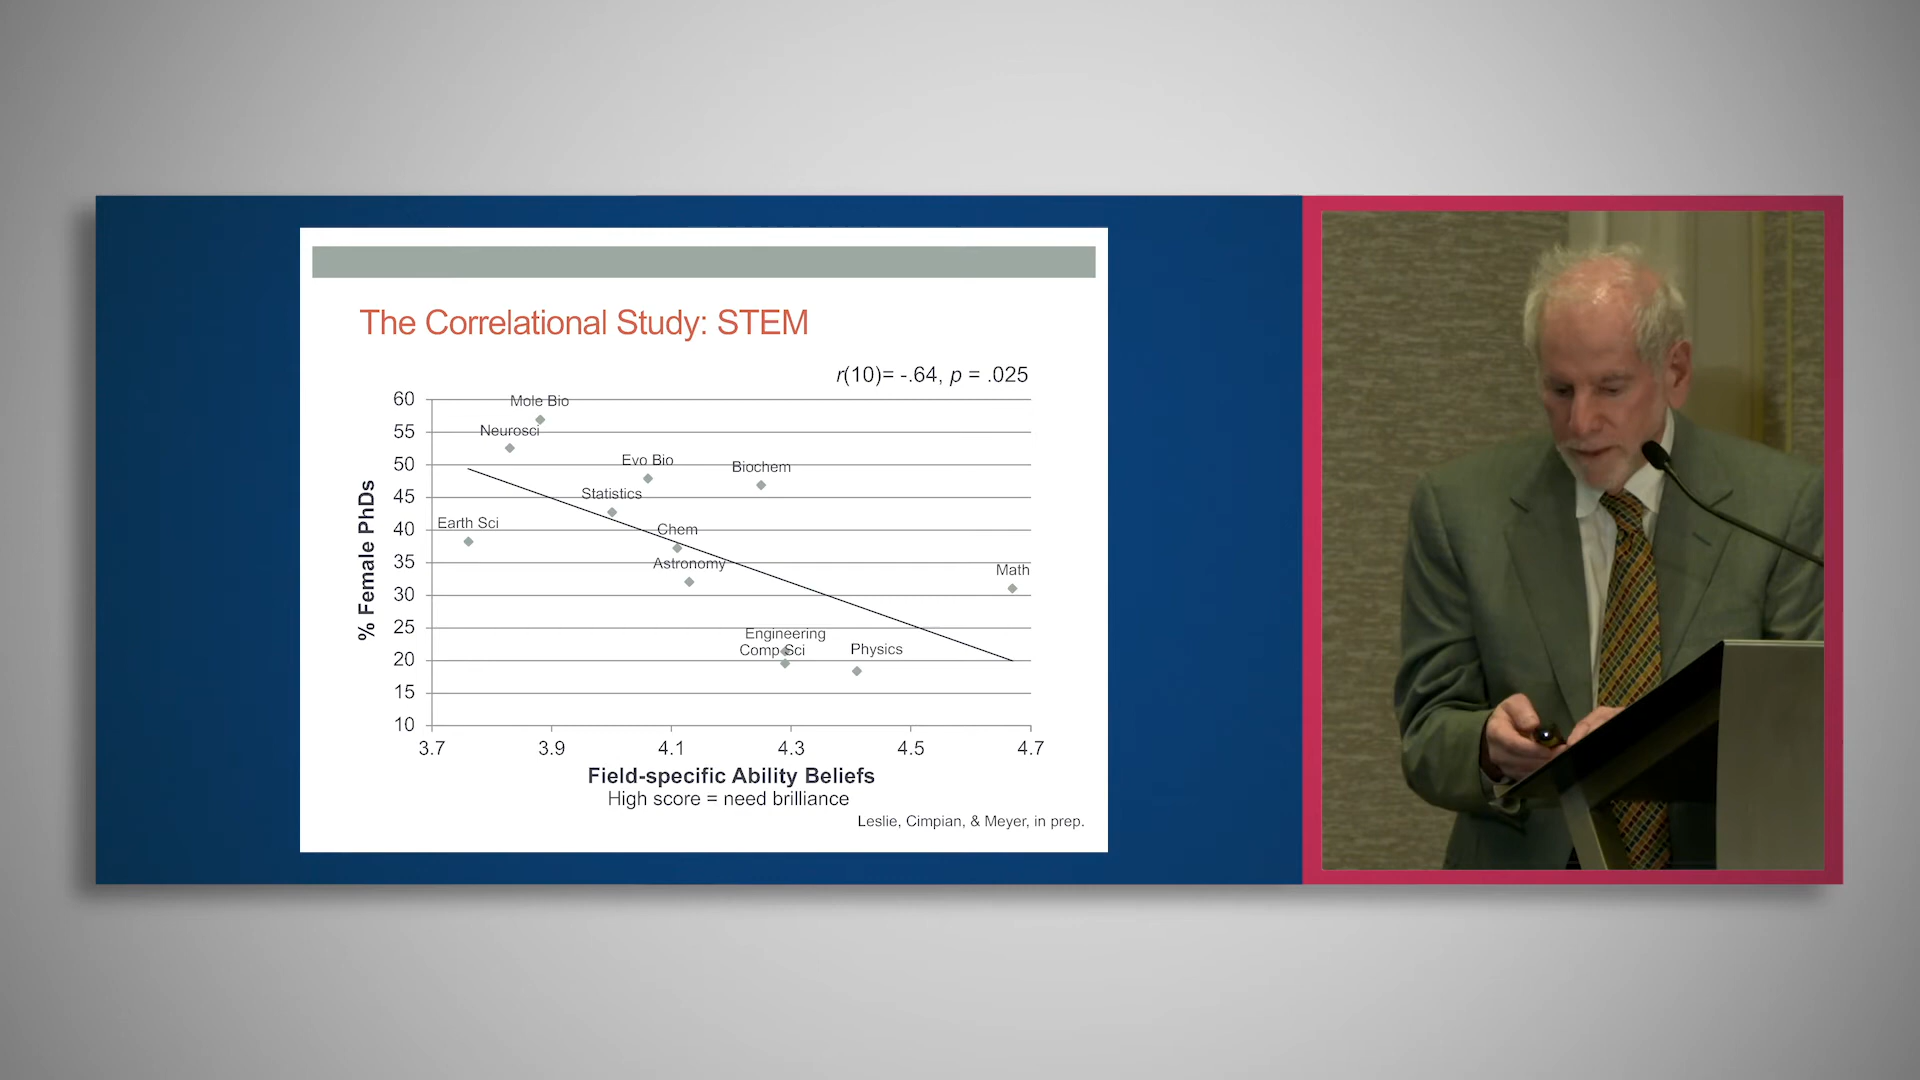 The Correlational Study: STEM
r(10)= -.64, p = .025
60
55
50
45
40
35
30
25
20
15
10
% Female PhDs
Mole Bio
Neurosci
Evo Bio
Biochem
Statistics
Earth Sci
Chem
Astronomy
Math
Engineering
Comp Sci
Physics
3.7 3.9 4.1 4.3 4.5 4.7
Field-specific Ability Beliefs
High score = need brilliance
Leslie, Cimpian, & Meyer, in prep.